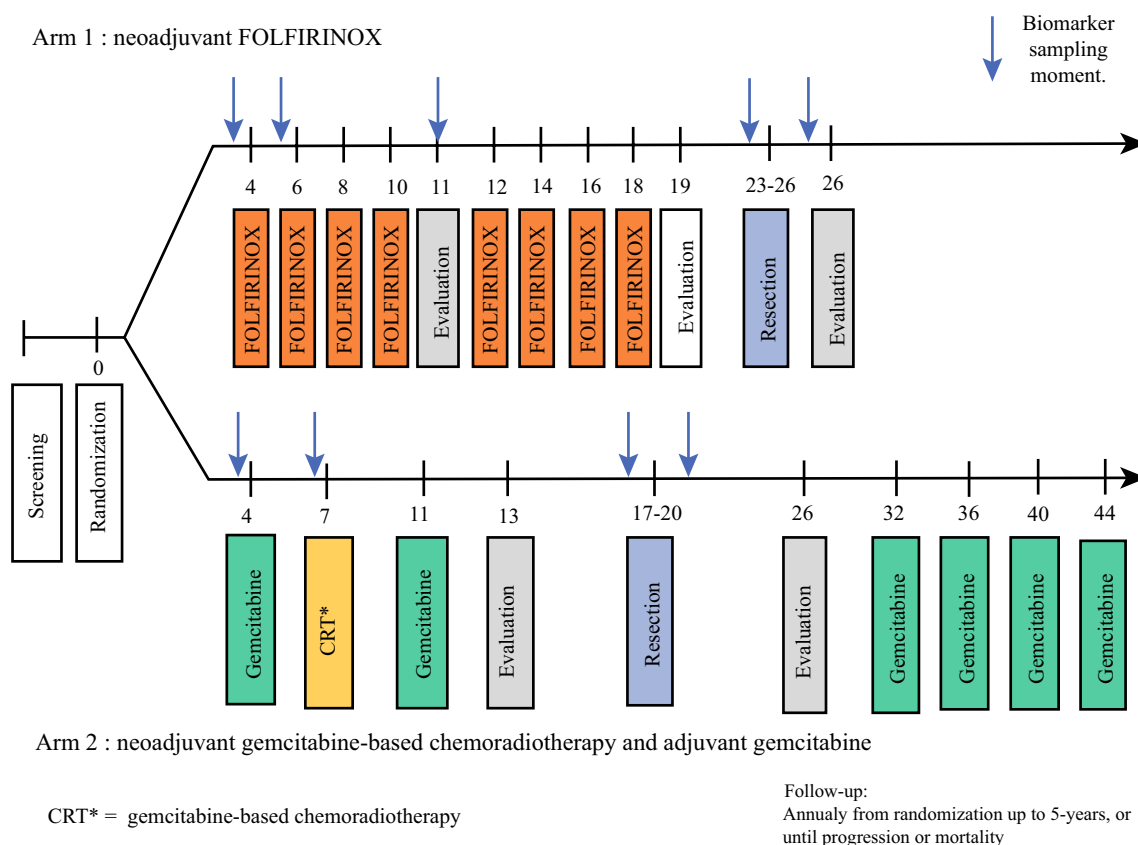 Arm 1 : neoadjuvant FOLFIRINOX
Biomarker
sampling
moment.
4 6 8 10 11 12 14 16 18 19 23-26 26
FOLFIRINOX
FOLFIRINOX
FOLFIRINOX
FOLFIRINOX
Evaluation
FOLFIRINOX
FOLFIRINOX
FOLFIRINOX
FOLFIRINOX
Evaluation
Resection
Evaluation
0
Screening
Randomization
4 7 11 13 17-20 26 32 36 40 44
Gemcitabine
CRT*
Gemcitabine
Evaluation
Resection
Evaluation
Gemcitabine
Gemcitabine
Gemcitabine
Gemcitabine
Arm 2 : neoadjuvant gemcitabine-based chemoradiotherapy and adjuvant gemcitabine
CRT* = gemcitabine-based chemoradiotherapy
Follow-up:
Annualy from randomization up to 5-years, or
until progression or mortality